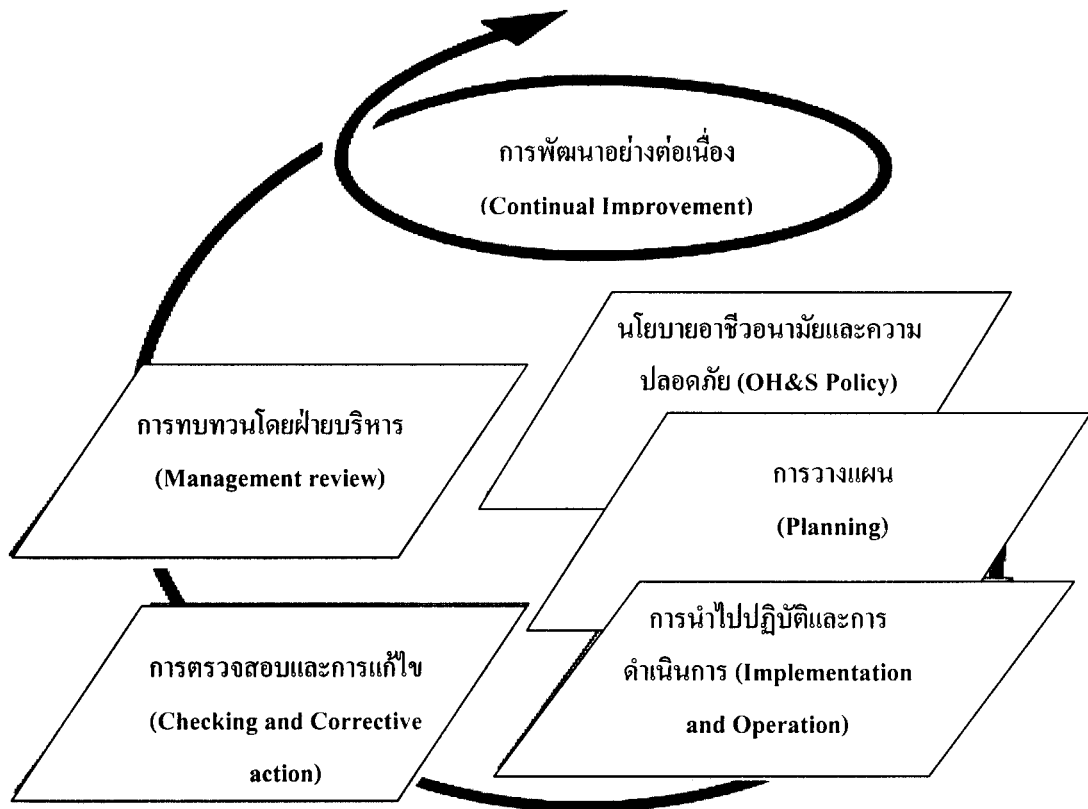 การพัฒนาอย่างต่อเนื่อง
(Continual Improvement)
นโยบายอาชีวอนามัยและความ
ปลอดภัย (OH&S Policy)
การทบทวนโดยฝ่ายบริหาร
(Management review)
การวางแผน
(Planning)
การนำไปปฏิบัติและการ
ดำเนินการ (Implementation
and Operation)
การตรวจสอบและการแก้ไข
(Checking and Corrective
action)